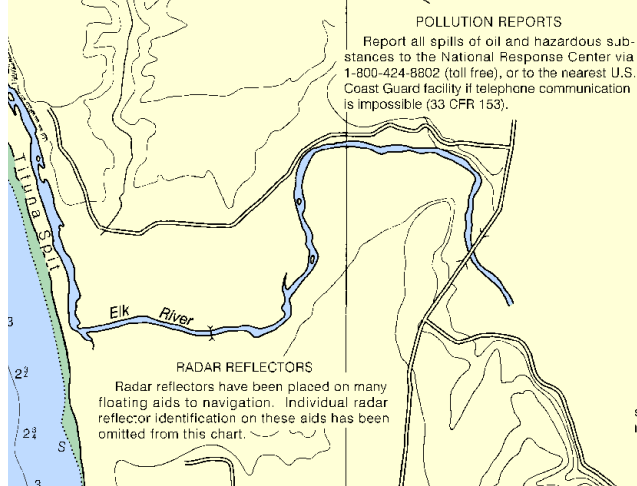 POLLUTION REPORTS
Report all spills of oil and hazardous sub-
stances to the National Response Center via
1-800-424-8802 (toll free), or to the nearest U.S.
Coast Guard facility if telephone communication
is impossible (33 CFR 153).
Tituna Spit
Elk River
3
RADAR REFLECTORS
Radar reflectors have been placed on many
floating aids to navigation. Individual radar
reflector identification on these aids has been
omitted from this chart.
S
3